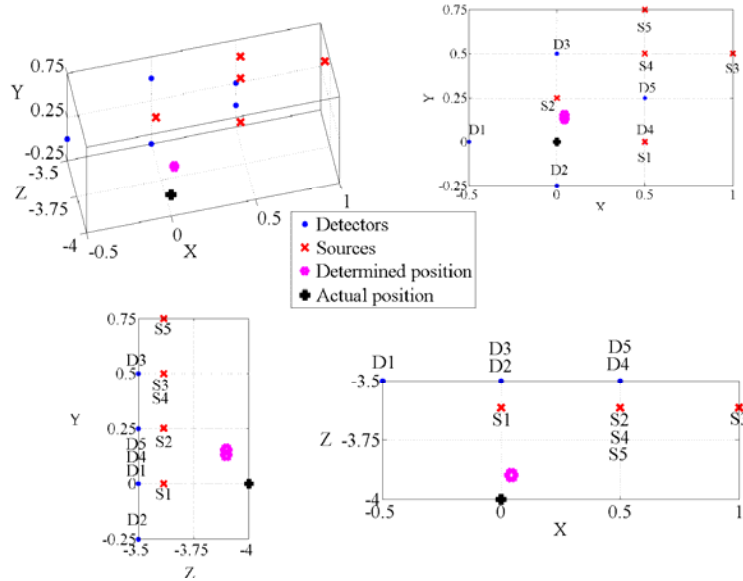 0.75
Y 0.25
-0.25
-3.5
Z
-3.75
-4
-0.5
0
X
0.5
1
0.75
S5
D3
0.5
S4
S3
Y 0.25
S2
D5
D1
0
D4
S1
D2
-0.25
-0.5
0
X
0.5
1
Detectors
Sources
Determined position
Actual position
0.75
S5
D3
0.5
S3
S4
Y
0.25
S2
D5
D4
D1
0
S1
D2
-0.25
-3.5
-3.75
-4
Z
D1
D3
D2
D5
D4
-3.5
S1
S2
S4
S5
Z -3.75
-4
-0.5
0
X
0.5
1